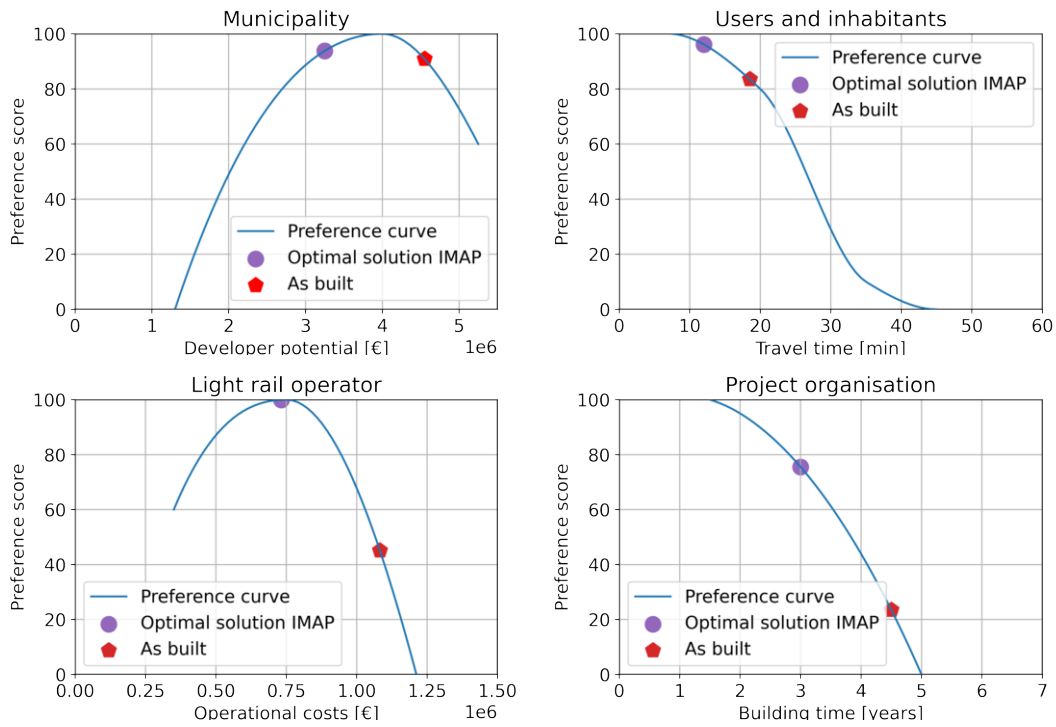 Municipality
Preference score
100
80
60
40
20
0
Preference curve
Optimal solution IMAP
As built
0 1 2 3 4 5
1e6
Developer potential [€]
Users and inhabitants
Preference score
100
80
60
40
20
0
Preference curve
Optimal solution IMAP
As built
0 10 20 30 40 50 60
Travel time [min]
Light rail operator
Preference score
100
80
60
40
20
0
Preference curve
Optimal solution IMAP
As built
0.00 0.25 0.50 0.75 1.00 1.25 1.50
1e6
Operational costs [€]
Project organisation
Preference score
100
80
60
40
20
0
Preference curve
Optimal solution IMAP
As built
0 1 2 3 4 5 6 7
Building time [years]